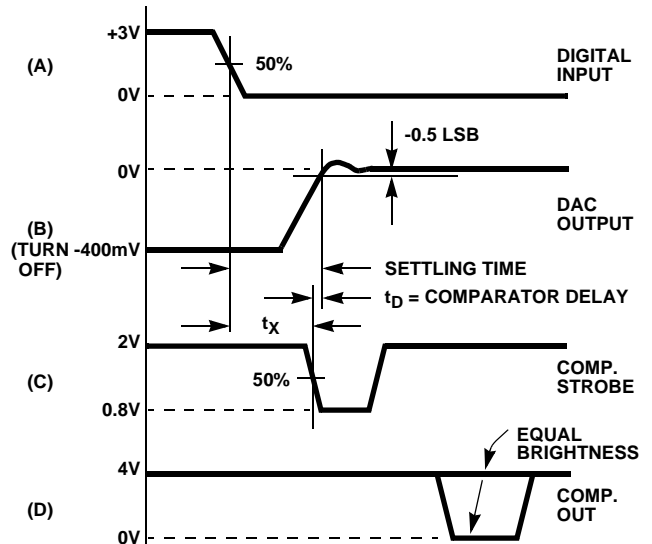 +3V
(A)
50%
DIGITAL
INPUT
0V
-0.5 LSB
0V
(B)
(TURN -400mV
OFF)
DAC
OUTPUT
SETTLING TIME
tD = COMPARATOR DELAY
tX
2V
(C)
50%
COMP.
STROBE
0.8V
EQUAL
BRIGHTNESS
4V
(D)
COMP.
OUT
0V